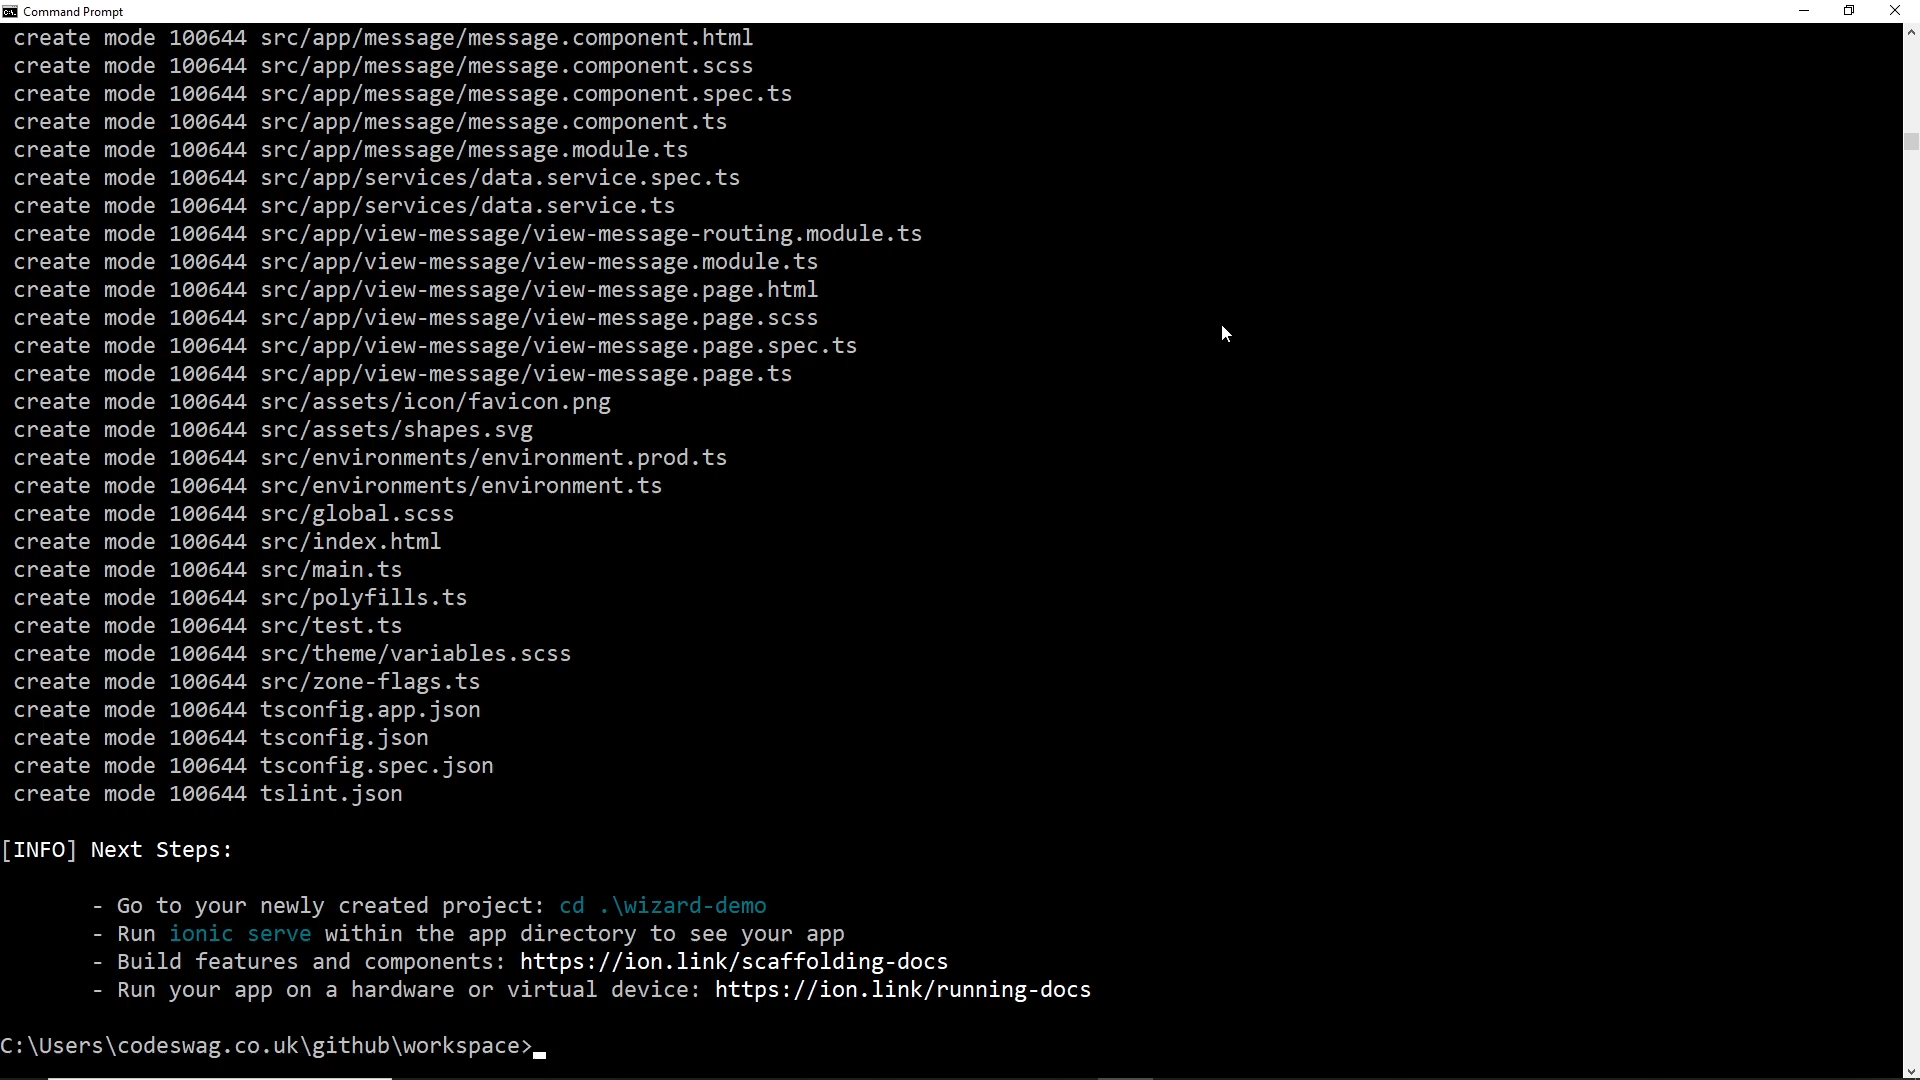 Command Prompt
create mode 100644 src/app/message/message.component.html
create mode 100644 src/app/message/message.component.scss
create mode 100644 src/app/message/message.component.spec.ts
create mode 100644 src/app/message/message.component.ts
create mode 100644 src/app/message/message.module.ts
create mode 100644 src/app/services/data.service.spec.ts
create mode 100644 src/app/services/data.service.ts
create mode 100644 src/app/view-message/view-message-routing.module.ts
create mode 100644 src/app/view-message/view-message.module.ts
create mode 100644 src/app/view-message/view-message.page.html
create mode 100644 src/app/view-message/view-message.page.scss
create mode 100644 src/app/view-message/view-message.page.spec.ts
create mode 100644 src/app/view-message/view-message.page.ts
create mode 100644 src/assets/icon/favicon.png
create mode 100644 src/assets/shapes.svg
create mode 100644 src/environments/environment.prod.ts
create mode 100644 src/environments/environment.ts
create mode 100644 src/global.scss
create mode 100644 src/index.html
create mode 100644 src/main.ts
create mode 100644 src/polyfills.ts
create mode 100644 src/test.ts
create mode 100644 src/theme/variables.scss
create mode 100644 src/zone-flags.ts
create mode 100644 tsconfig.app.json
create mode 100644 tsconfig.json
create mode 100644 tsconfig.spec.json
create mode 100644 tslint.json
[INFO] Next Steps:
- Go to your newly created project: cd .\wizard-demo
- Run ionic serve within the app directory to see your app
- Build features and components: https://ion.link/scaffolding-docs
- Run your app on a hardware or virtual device: https://ion.link/running-docs
C:\Users\codeswag.co.uk\github\workspace>